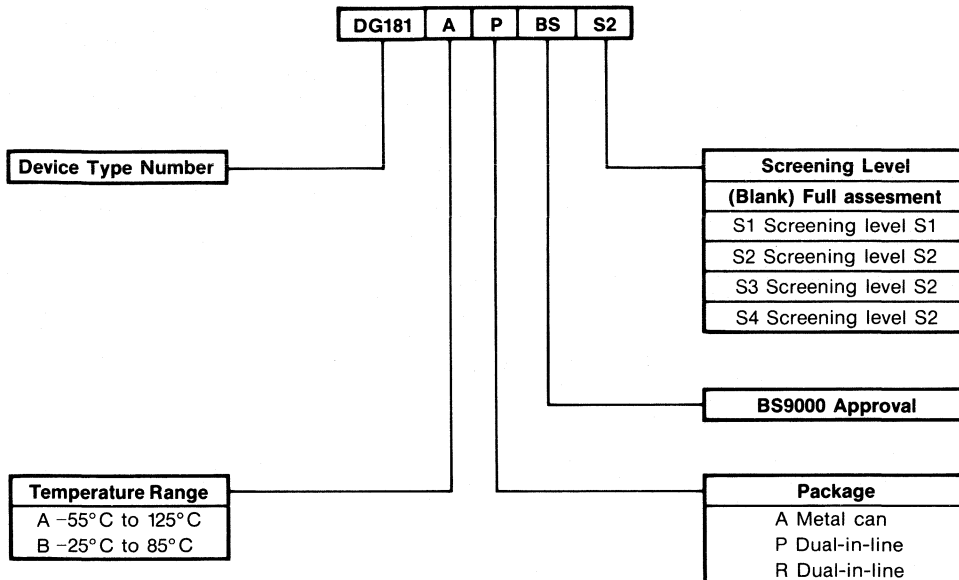 DG181 A P BS S2
Device Type Number
Screening Level
(Blank) Full assesment
S1 Screening level S1
S2 Screening level S2
S3 Screening level S2
S4 Screening level S2
BS9000 Approval
Temperature Range
A −55°C to 125°C
B −25°C to 85°C
Package
A Metal can
P Dual-in-line
R Dual-in-line